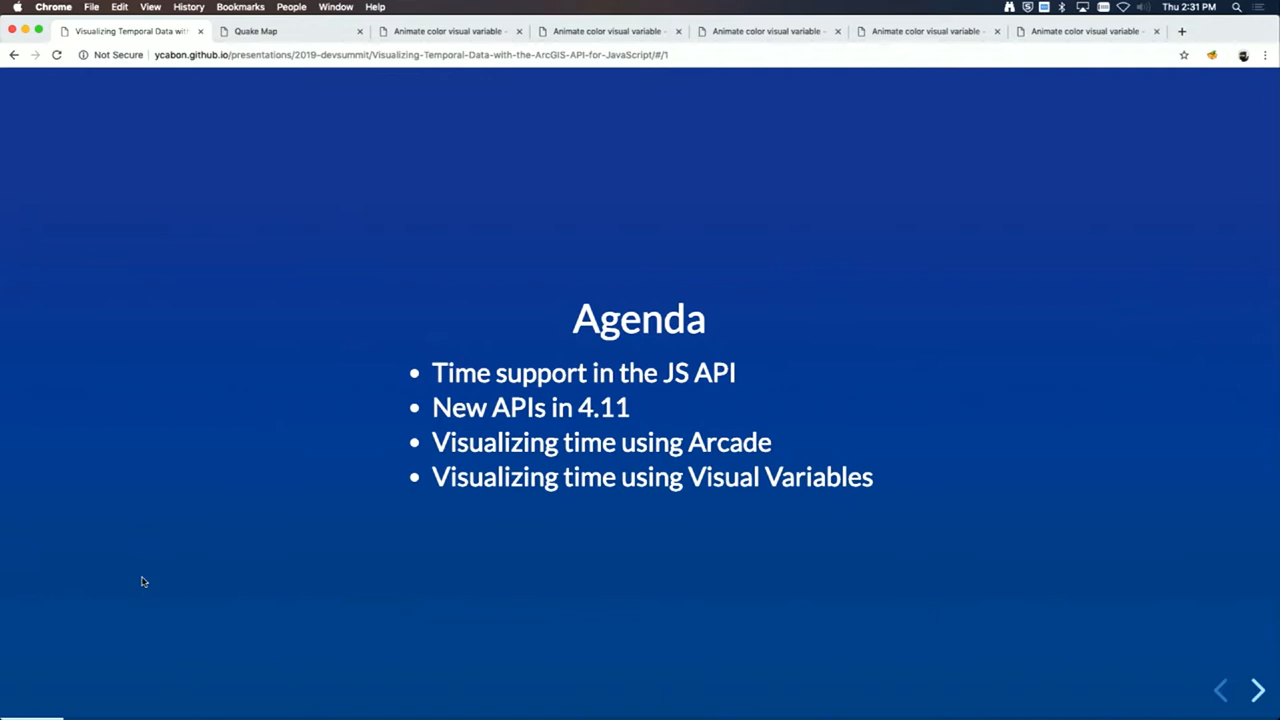 Chrome File Edit View History Bookmarks People Window Help Thu 2:31 PM
Visualizing Temporal Data wit Quake Map Animate color visual variable - Animate color visual variable - Animate color visual variable - Animate color visual variable - Animate color visual variable -
Not Secure ycabon.github.io/presentations/2019-devsummit/Visualizing-Temporal-Data-with-the-ArcGIS-API-for-JavaScript/#/1
Agenda
• Time support in the JS API
• New APIs in 4.11
• Visualizing time using Arcade
• Visualizing time using Visual Variables